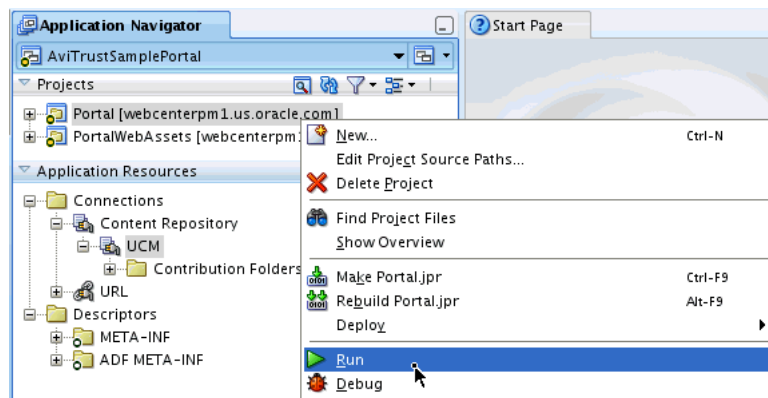 Application Navigator
Start Page
AviTrustSamplePortal
Projects
Portal [webcenterpm1.us.oracle.com]
PortalWebAssets [webcenterpm
Application Resources
Connections
Content Repository
UCM
Contribution Folders
URL
Descriptors
META-INF
ADF META-INF
New... Ctrl-N
Edit Project Source Paths...
Delete Project
Find Project Files
Show Overview
Make Portal.jpr Ctrl-F9
Rebuild Portal.jpr Alt-F9
Deploy
Run
Debug